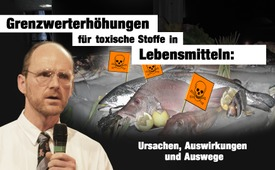 Grenzwerterhöhungen
für toxische Stoffe in
Lebensmitteln:
Ursachen, Auswirkungen
und Auswege